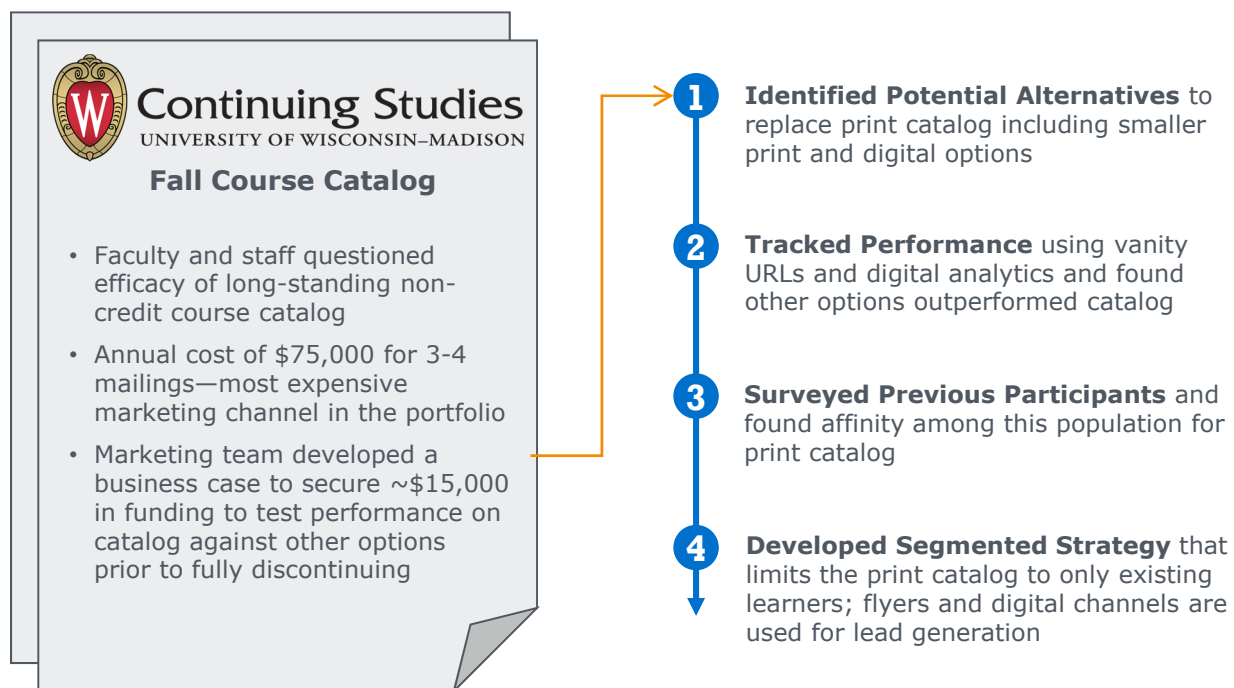 W
Continuing Studies
UNIVERSITY OF WISCONSIN–MADISON
Fall Course Catalog
• Faculty and staff questioned
efficacy of long-standing non-
credit course catalog
• Annual cost of $75,000 for 3-4
mailings—most expensive
marketing channel in the portfolio
• Marketing team developed a
business case to secure ~$15,000
in funding to test performance on
catalog against other options
prior to fully discontinuing
1
Identified Potential Alternatives to
replace print catalog including smaller
print and digital options
2
Tracked Performance using vanity
URLs and digital analytics and found
other options outperformed catalog
3
Surveyed Previous Participants and
found affinity among this population for
print catalog
4
Developed Segmented Strategy that
limits the print catalog to only existing
learners; flyers and digital channels are
used for lead generation